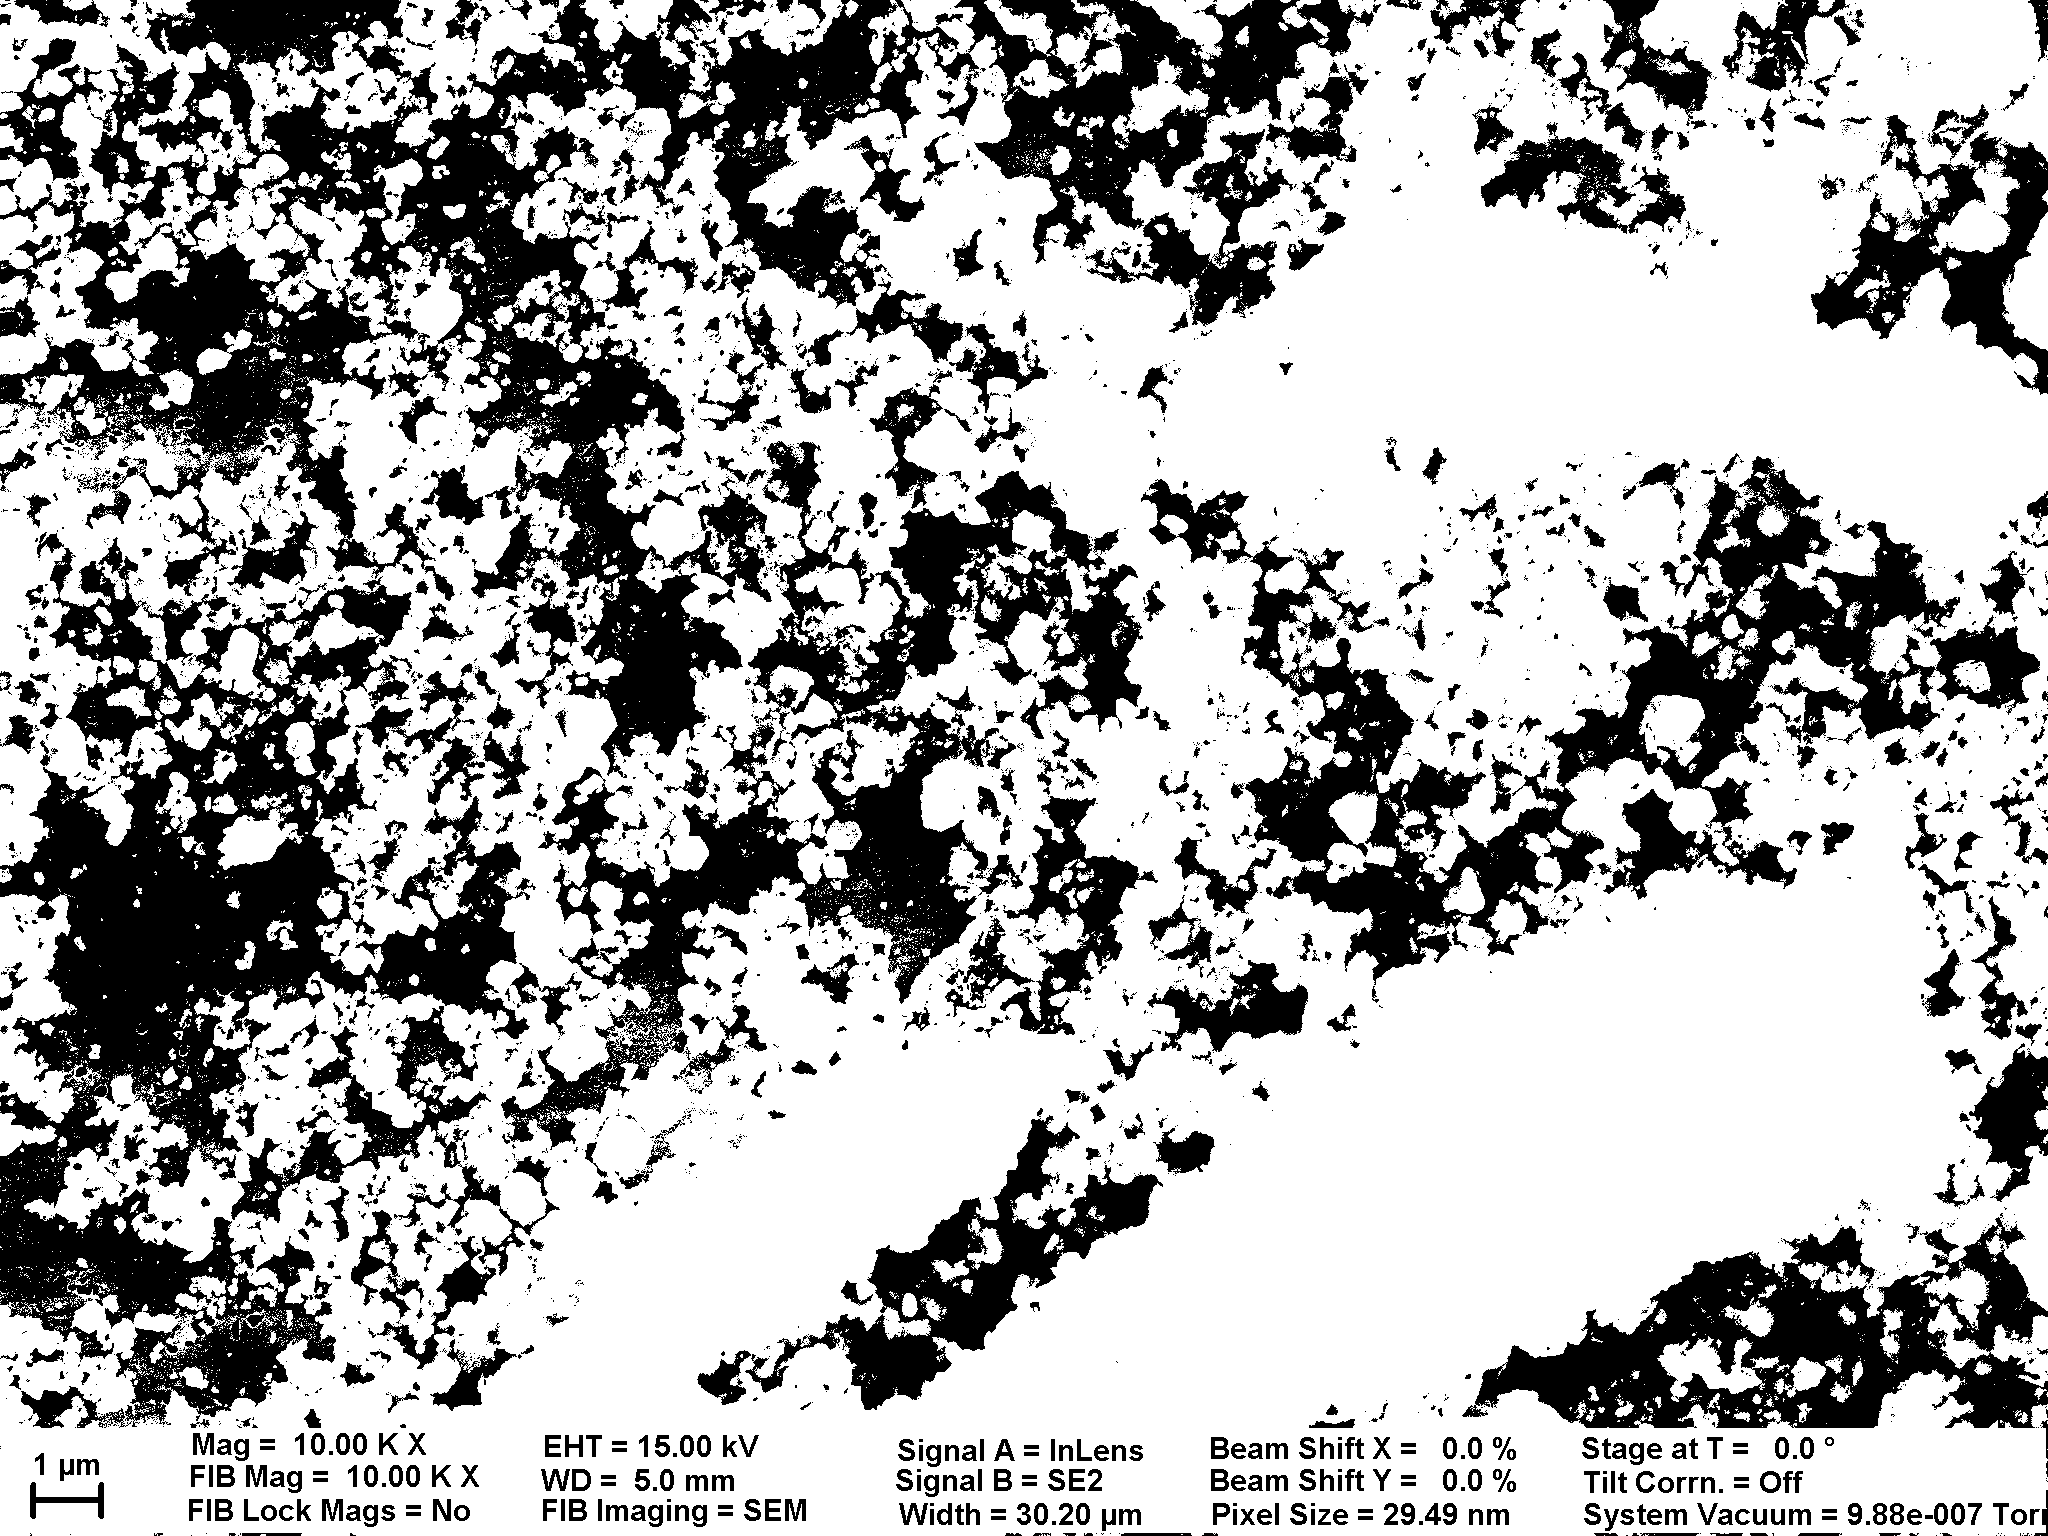 1 µm
Mag = 10.00 K X
FIB Mag = 10.00 K X
FIB Lock Mags = No
EHT = 15.00 kV
WD = 5.0 mm
FIB Imaging = SEM
Signal A = InLens
Signal B = SE2
Width = 30.20 µm
Beam Shift X = 0.0 %
Beam Shift Y = 0.0 %
Pixel Size = 29.49 nm
Stage at T = 0.0 °
Tilt Corrn. = Off
System Vacuum = 9.88e-007 Torr